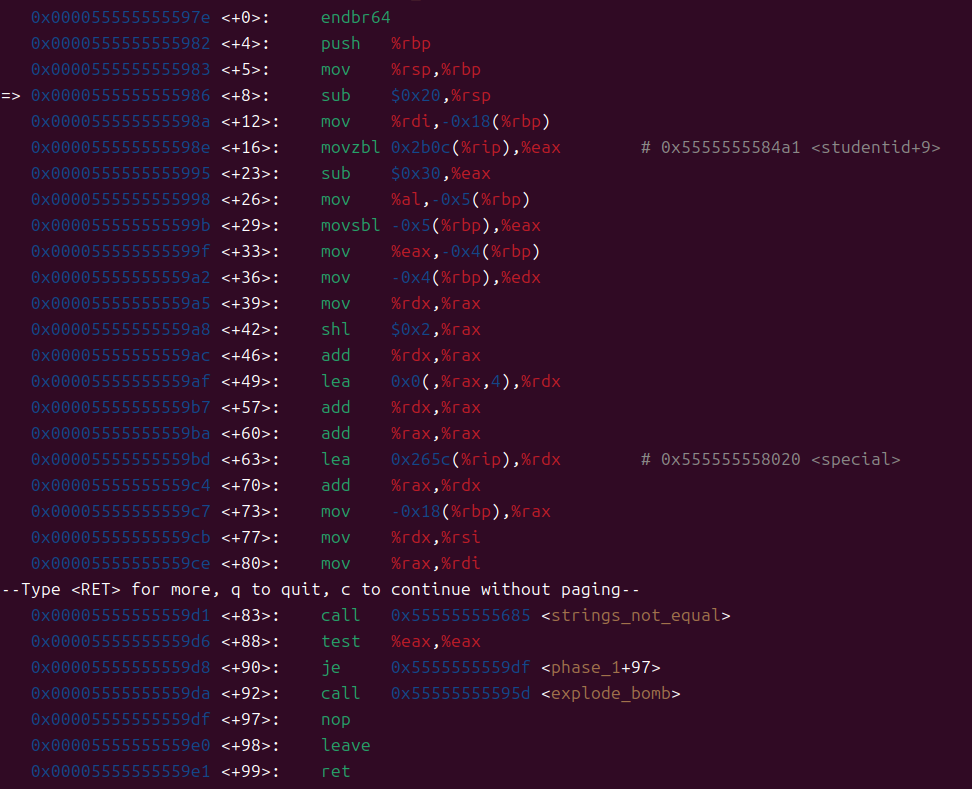 0x000055555555597e <+0>: endbr64
0x0000555555555982 <+4>: push %rbp
0x0000555555555983 <+5>: mov %rsp,%rbp
=> 0x0000555555555986 <+8>: sub $0x20,%rsp
0x000055555555598a <+12>: mov %rdi,-0x18(%rbp)
0x000055555555598e <+16>: movzbl 0x2b0c(%rip),%eax # 0x5555555584a1 <studentid+9>
0x0000555555555995 <+23>: sub $0x30,%eax
0x0000555555555998 <+26>: mov %al,-0x5(%rbp)
0x000055555555599b <+29>: movsbl -0x5(%rbp),%eax
0x000055555555599f <+33>: mov %eax,-0x4(%rbp)
0x00005555555559a2 <+36>: mov -0x4(%rbp),%edx
0x00005555555559a5 <+39>: mov %rdx,%rax
0x00005555555559a8 <+42>: shl $0x2,%rax
0x00005555555559ac <+46>: add %rdx,%rax
0x00005555555559af <+49>: lea 0x0(,%rax,4),%rdx
0x00005555555559b7 <+57>: add %rdx,%rax
0x00005555555559ba <+60>: add %rax,%rax
0x00005555555559bd <+63>: lea 0x265c(%rip),%rdx # 0x555555558020 <special>
0x00005555555559c4 <+70>: add %rax,%rdx
0x00005555555559c7 <+73>: mov -0x18(%rbp),%rax
0x00005555555559cb <+77>: mov %rdx,%rsi
0x00005555555559ce <+80>: mov %rax,%rdi
--Type <RET> for more, q to quit, c to continue without paging--
0x00005555555559d1 <+83>: call 0x555555555685 <strings_not_equal>
0x00005555555559d6 <+88>: test %eax,%eax
0x00005555555559d8 <+90>: je 0x5555555559df <phase_1+97>
0x00005555555559da <+92>: call 0x55555555595d <explode_bomb>
0x00005555555559df <+97>: nop
0x00005555555559e0 <+98>: leave
0x00005555555559e1 <+99>: ret